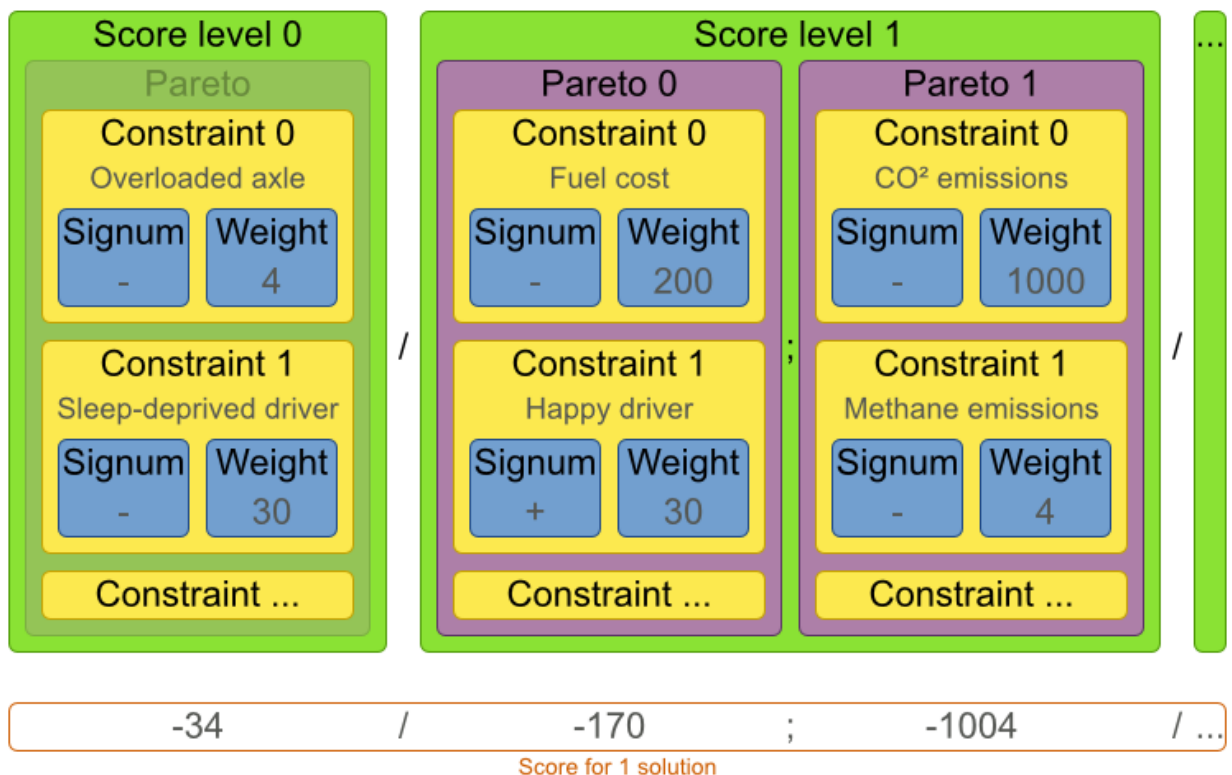 Score level 0
Pareto
Constraint 0
Overloaded axle
Signum Weight
- 4
Constraint 1
Sleep-deprived driver
Signum Weight
- 30
Constraint ...
/
Score level 1
Pareto 0
Constraint 0
Fuel cost
Signum Weight
- 200
Constraint 1
Happy driver
Signum Weight
+ 30
Constraint ...
;
Pareto 1
Constraint 0
CO² emissions
Signum Weight
- 1000
Constraint 1
Methane emissions
Signum Weight
- 4
Constraint ...
/
...
-34 / -170 ; -1004 / ...
Score for 1 solution